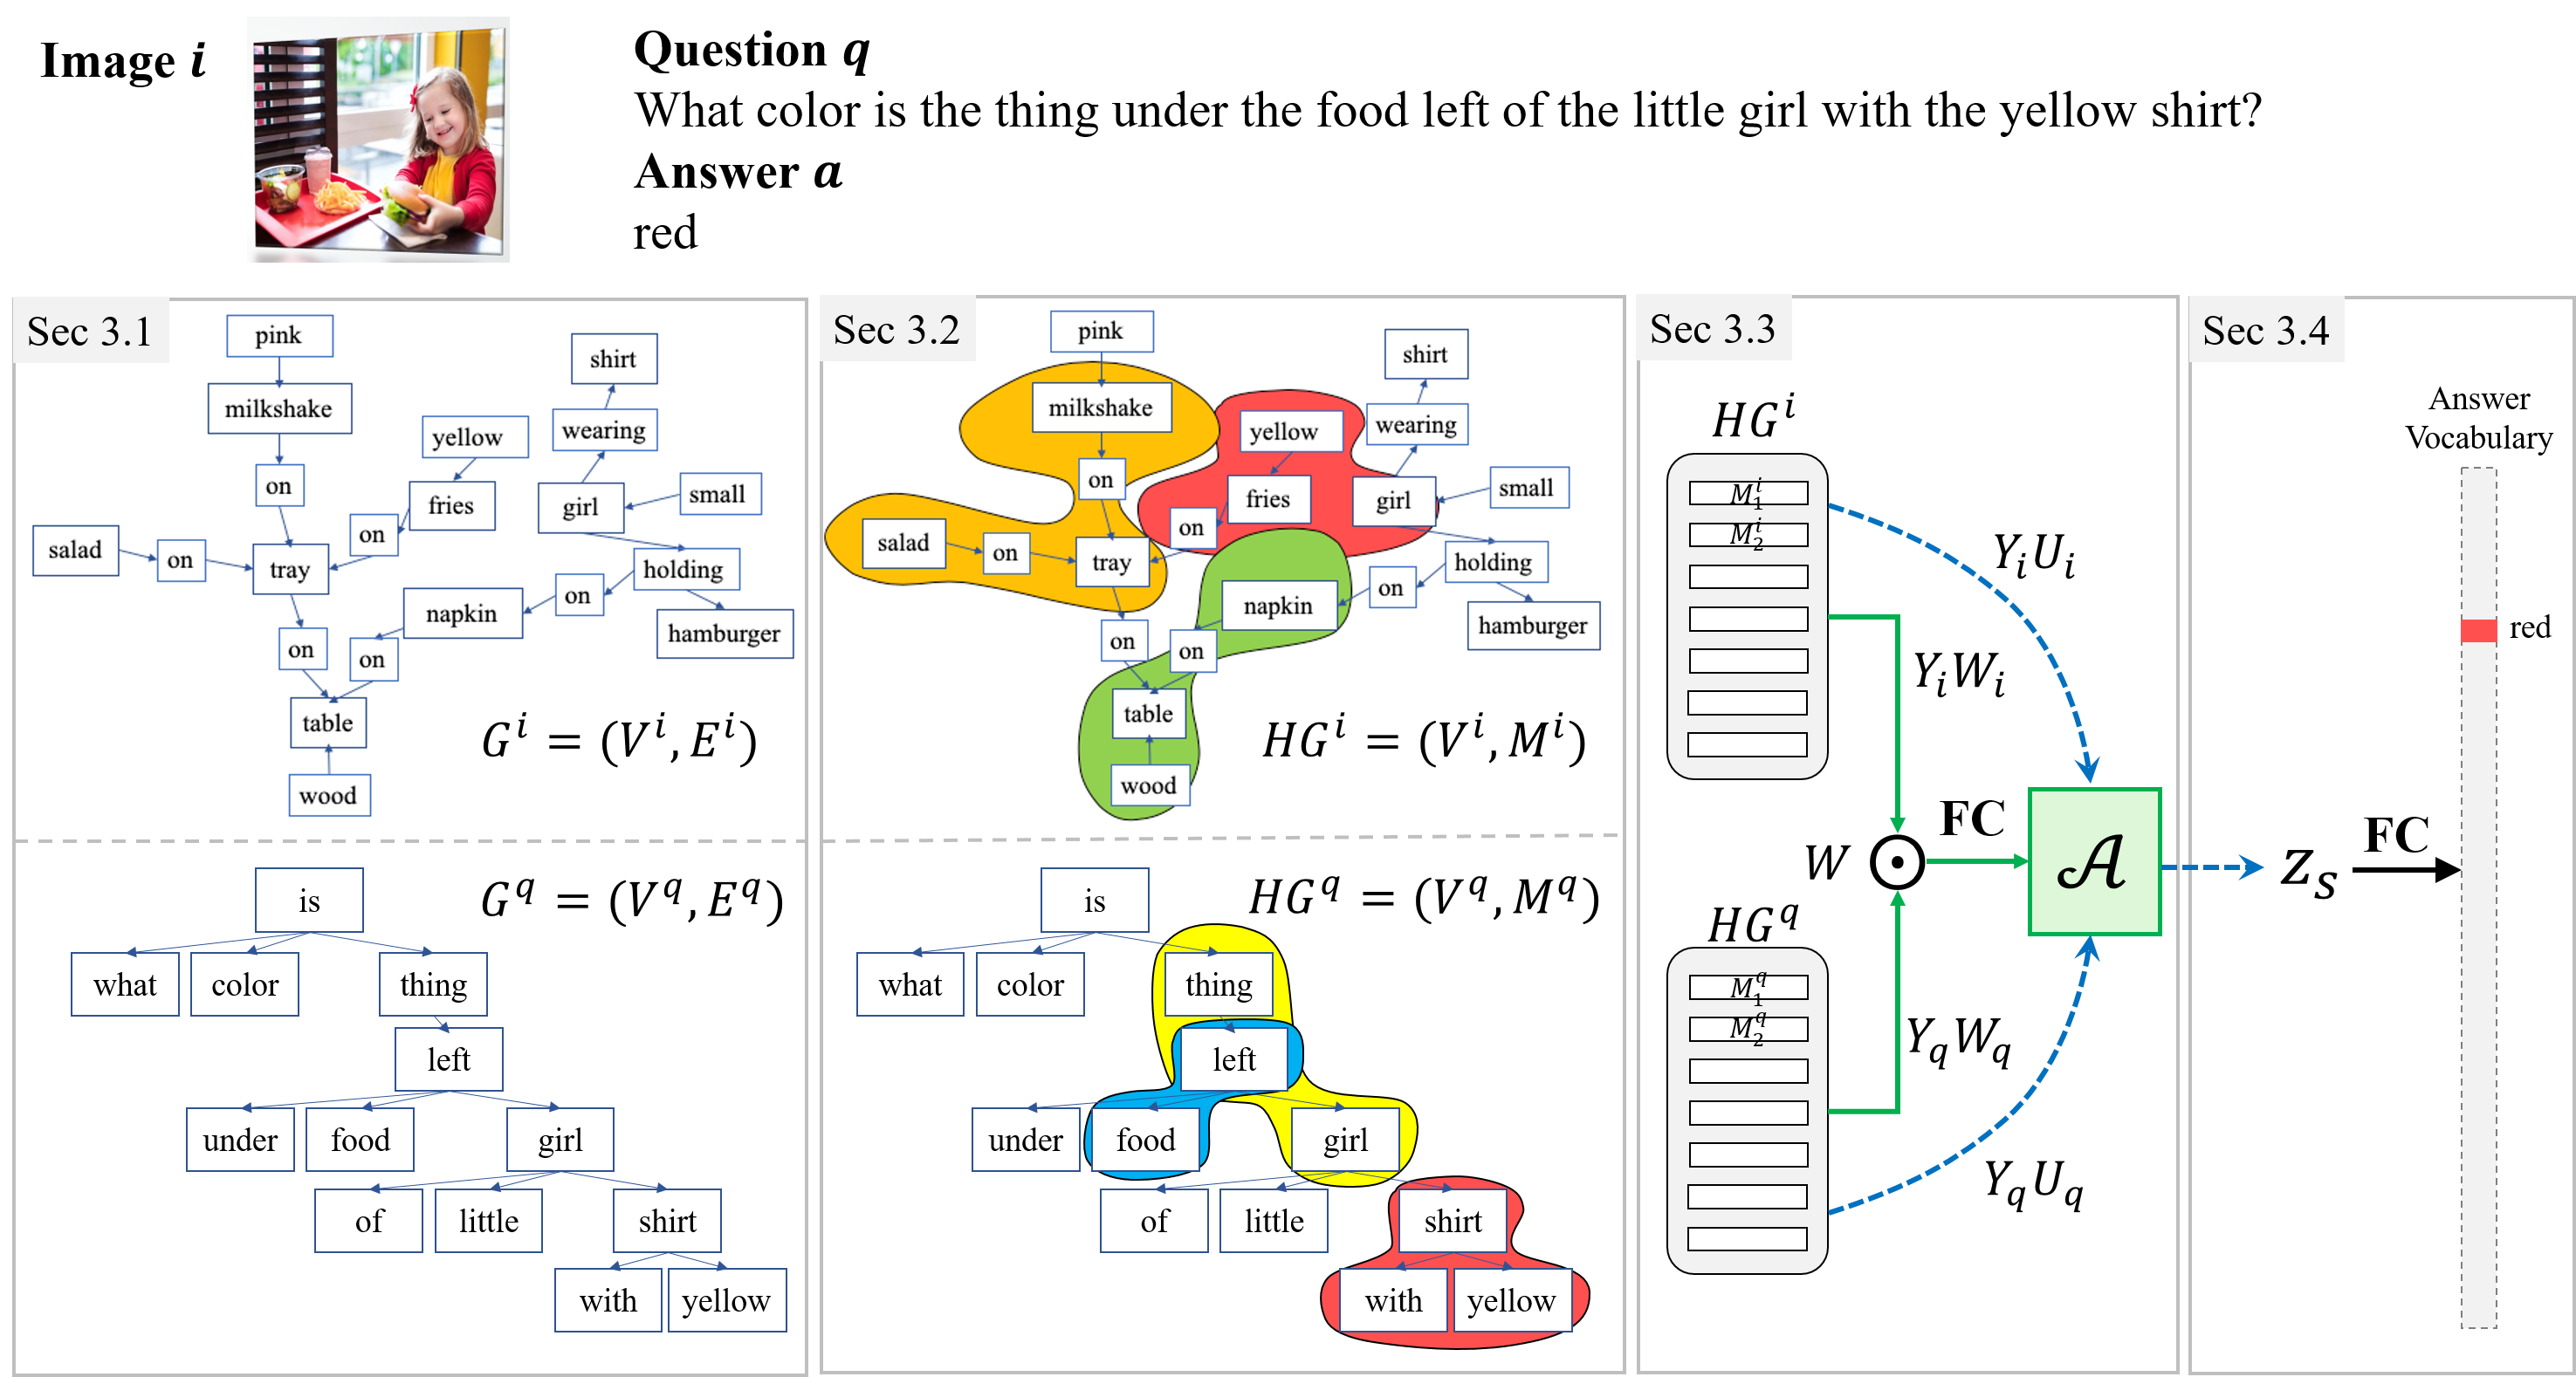 Image i
Question q
What color is the thing under the food left of the little girl with the yellow shirt?
Answer a
red
Sec 3.1
pink
milkshake
on
salad
on
tray
yellow
fries
on
shirt
wearing
girl
small
holding
hamburger
on
napkin
on
on
table
wood
G^i = (V^i, E^i)
is
what
color
thing
left
under
food
girl
of
little
shirt
with
yellow
G^q = (V^q, E^q)
Sec 3.2
pink
milkshake
on
salad
on
tray
yellow
fries
on
shirt
wearing
girl
small
holding
hamburger
on
napkin
on
on
table
wood
HG^i = (V^i, M^i)
is
what
color
thing
left
under
food
girl
of
little
shirt
with
yellow
HG^q = (V^q, M^q)
Sec 3.3
HG^i
M_1^i
M_2^i
Y_iU_i
Y_iW_i
W ⊙
FC
𝒜
HG^q
M_1^q
M_2^q
Y_qW_q
Y_qU_q
Sec 3.4
Answer
Vocabulary
red
z_s
FC